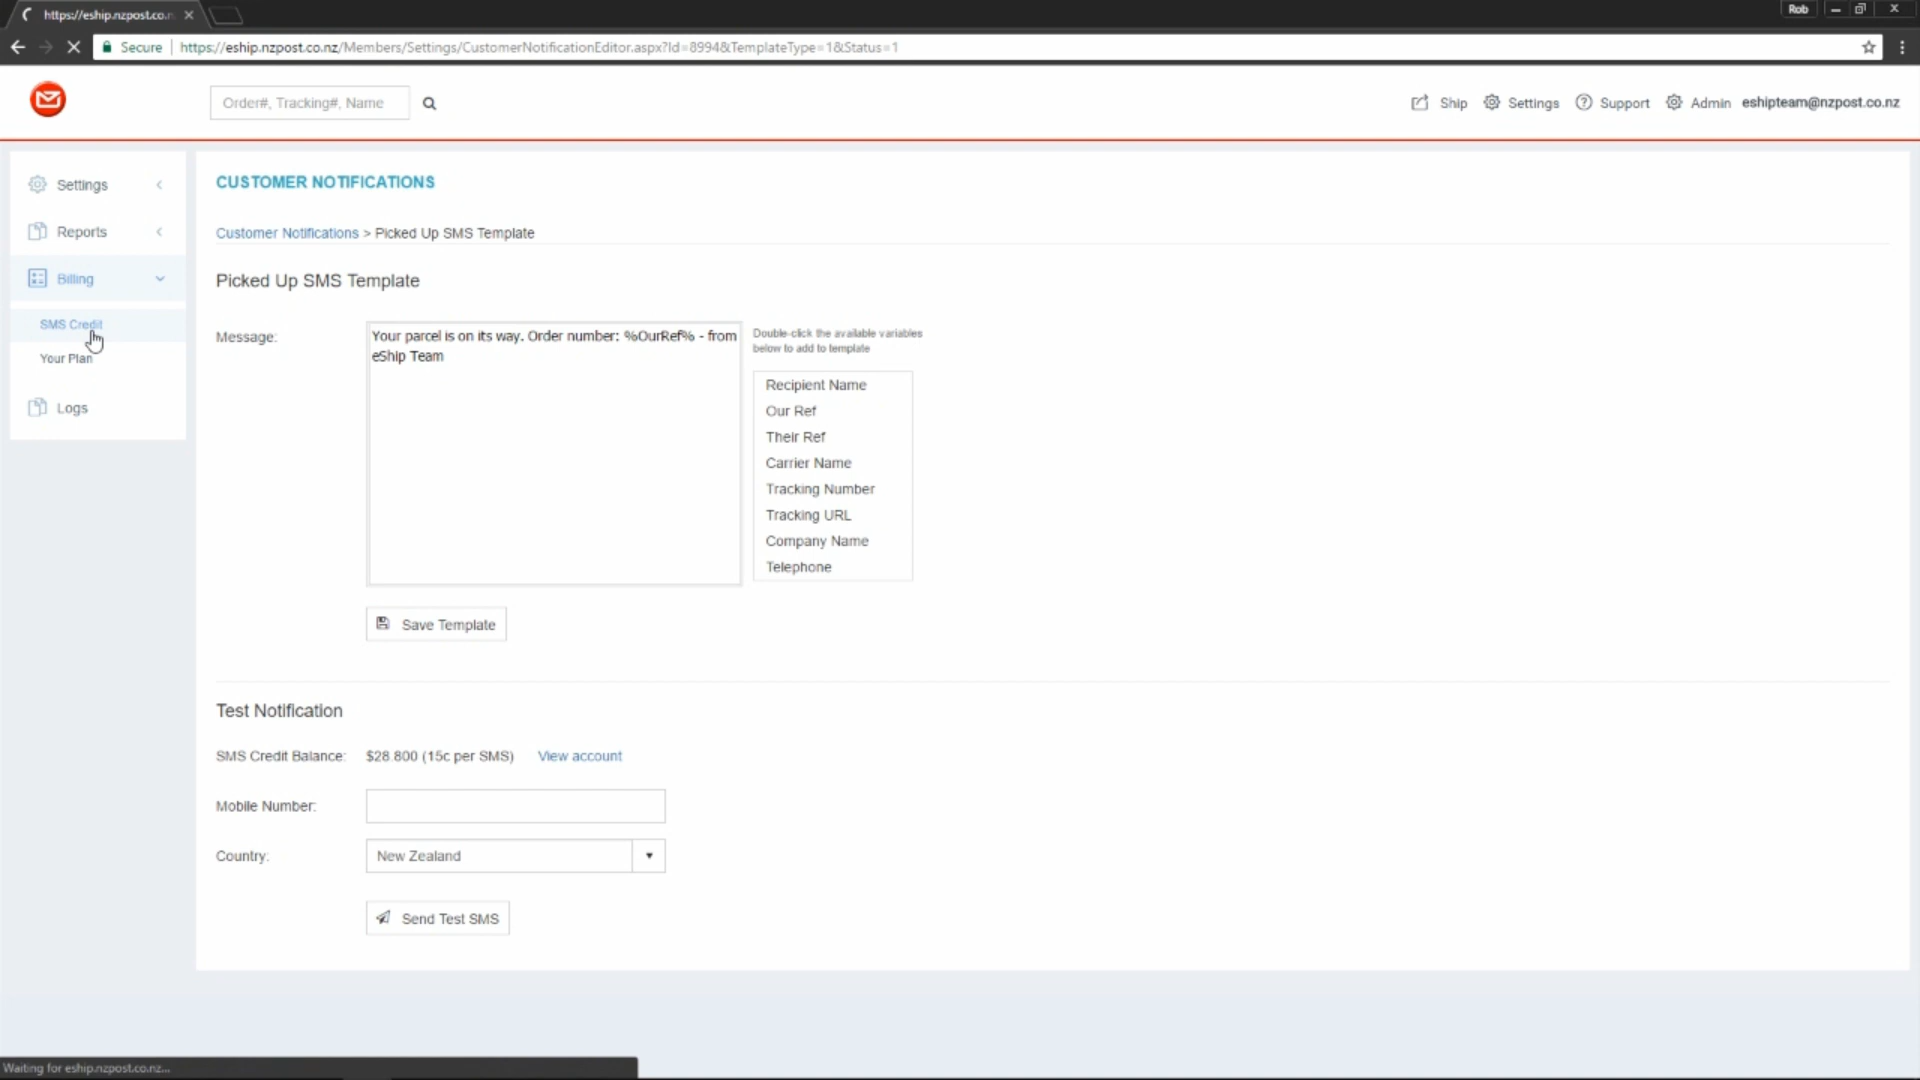 https://eship.nzpost.co.n
Rob
Secure
https://eship.nzpost.co.nz/Members/Settings/CustomerNotificationEditor.aspx?Id=8994&TemplateType=1&Status=1
Order#, Tracking#, Name
Ship
Settings
Support
Admin
eshipteam@nzpost.co.nz
Settings
Reports
Billing
SMS Credit
Your Plan
Logs
CUSTOMER NOTIFICATIONS
Customer Notifications > Picked Up SMS Template
Picked Up SMS Template
Message:
Your parcel is on its way. Order number: %OurRef% - from
eShip Team
Double-click the available variables
below to add to template
Recipient Name
Our Ref
Their Ref
Carrier Name
Tracking Number
Tracking URL
Company Name
Telephone
Save Template
Test Notification
SMS Credit Balance: $28.800 (15c per SMS) View account
Mobile Number:
Country: New Zealand
Send Test SMS
Waiting for eship.nzpost.co.nz...